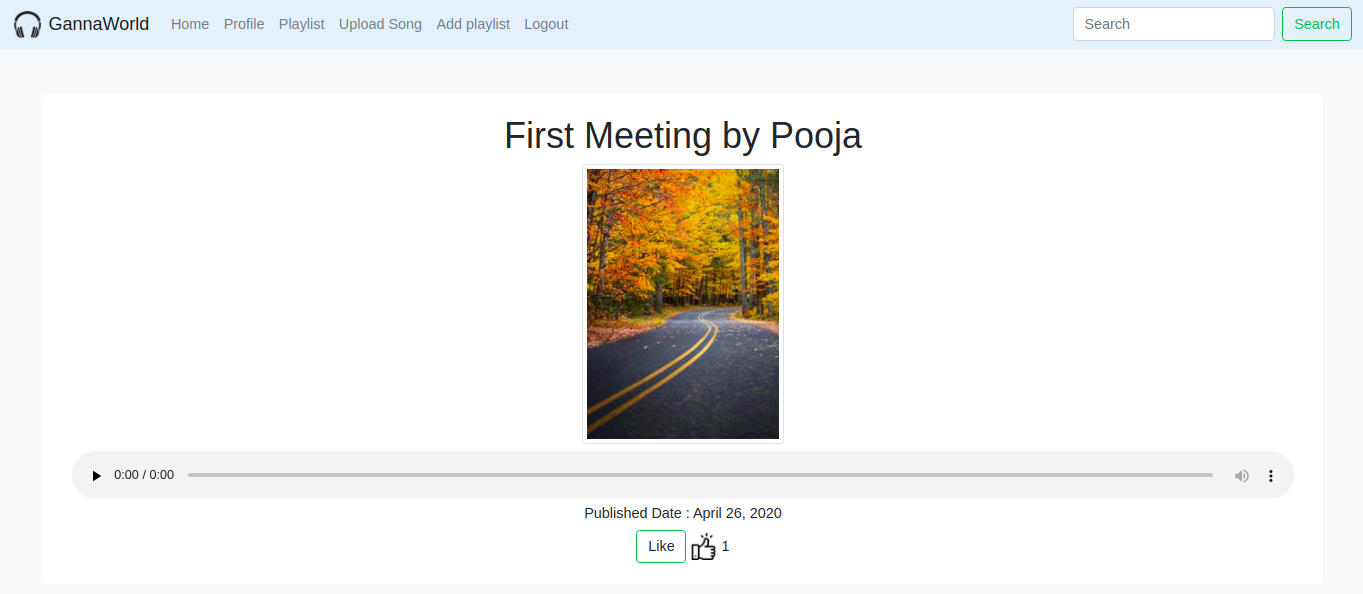 GannaWorld Home Profile Playlist Upload Song Add playlist Logout Search Search
First Meeting by Pooja
0:00 / 0:00
Published Date : April 26, 2020
Like 1